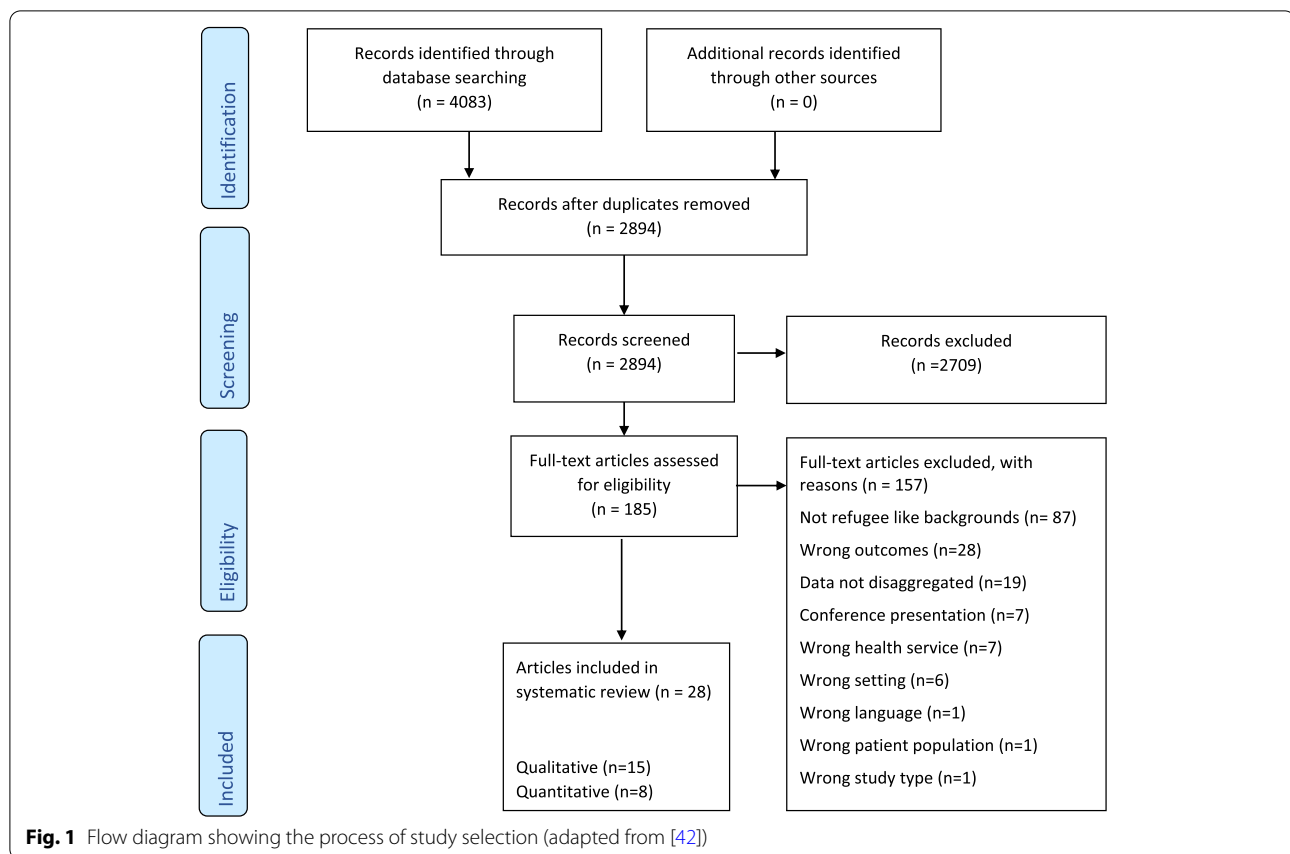 Identification
Records identified through
database searching
(n = 4083)
Additional records identified
through other sources
(n = 0)
Records after duplicates removed
(n = 2894)
Screening
Records screened
(n = 2894)
Records excluded
(n =2709)
Eligibility
Full-text articles assessed
for eligibility
(n = 185)
Full-text articles excluded, with
reasons (n = 157)
Not refugee like backgrounds (n= 87)
Wrong outcomes (n=28)
Data not disaggregated (n=19)
Conference presentation (n=7)
Wrong health service (n=7)
Wrong setting (n=6)
Wrong language (n=1)
Wrong patient population (n=1)
Wrong study type (n=1)
Included
Articles included in
systematic review (n = 28)
Qualitative (n=15)
Quantitative (n=8)
Fig. 1 Flow diagram showing the process of study selection (adapted from [42])